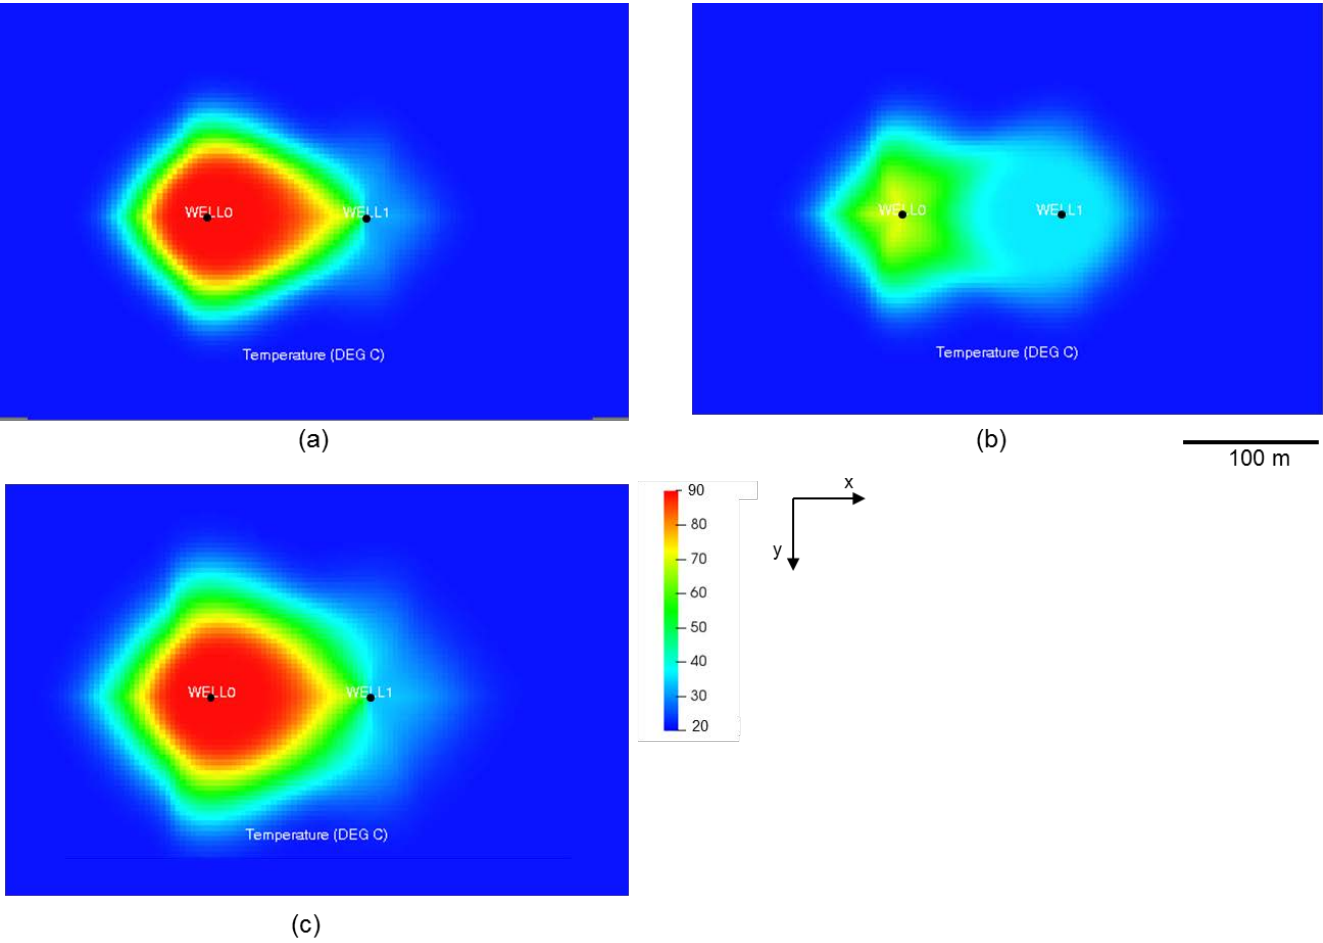 WELL0
WELL1
Temperature (DEG C)
(a)
WELL0
WELL1
Temperature (DEG C)
(b)
100 m
WELL0
WELL1
Temperature (DEG C)
(c)
90
80
70
60
50
40
30
20
x
y